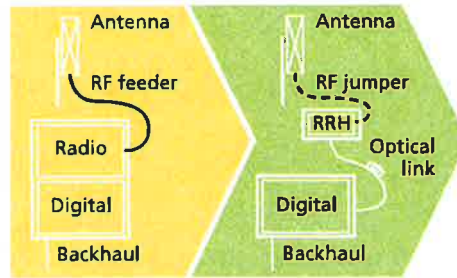 Antenna
RF feeder
Radio
Digital
Backhaul
Antenna
RF jumper
RRH
Optical
link
Digital
Backhaul